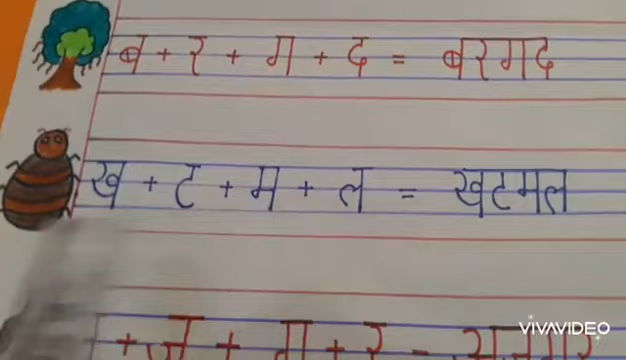 ब + र + ग + द = बरगद
ख + ट + म + ल = खटमल
+ ज + ग + र =
VIVAVIDEO